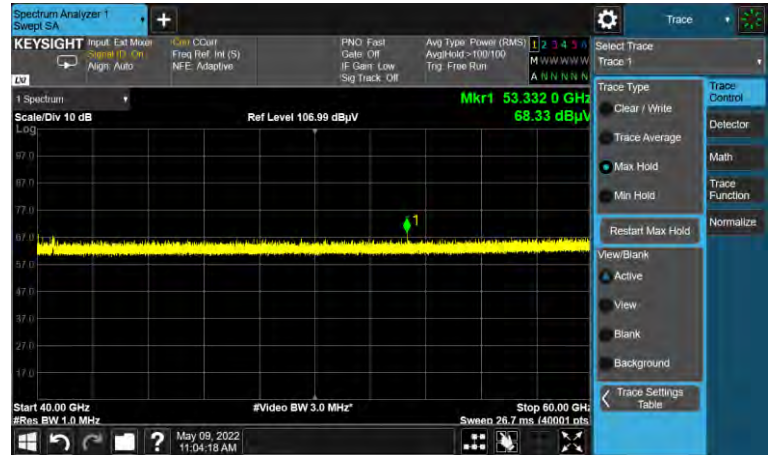 Spectrum Analyzer 1
Swept SA
Trace
KEYSIGHT
Input: Ext Mixer
Signal ID: On
Align: Auto
Corr CCorr
Freq Ref: Int (S)
NFE: Adaptive
PNO: Fast
Gate: Off
IF Gain: Low
Sig Track: Off
Avg Type: Power (RMS)
Avg|Hold:>100/100
Trig: Free Run
1 2 3 4 5 6
M W W W W W
A N N N N N
LXI
Select Trace
Trace 1
1 Spectrum
Scale/Div 10 dB
Ref Level 106.99 dBµV
Mkr1 53.332 0 GHz
68.33 dBµV
Log
97.0
87.0
77.0
67.0
57.0
47.0
37.0
27.0
17.0
1
Start 40.00 GHz
#Res BW 1.0 MHz
#Video BW 3.0 MHz*
Stop 60.00 GHz
Sweep 26.7 ms (40001 pts
Trace Type
Clear / Write
Trace Average
Max Hold
Min Hold
Restart Max Hold
View/Blank
Active
View
Blank
Background
Trace Settings
Table
Trace
Control
Detector
Math
Trace
Function
Normalize
?
May 09, 2022
11:04:18 AM